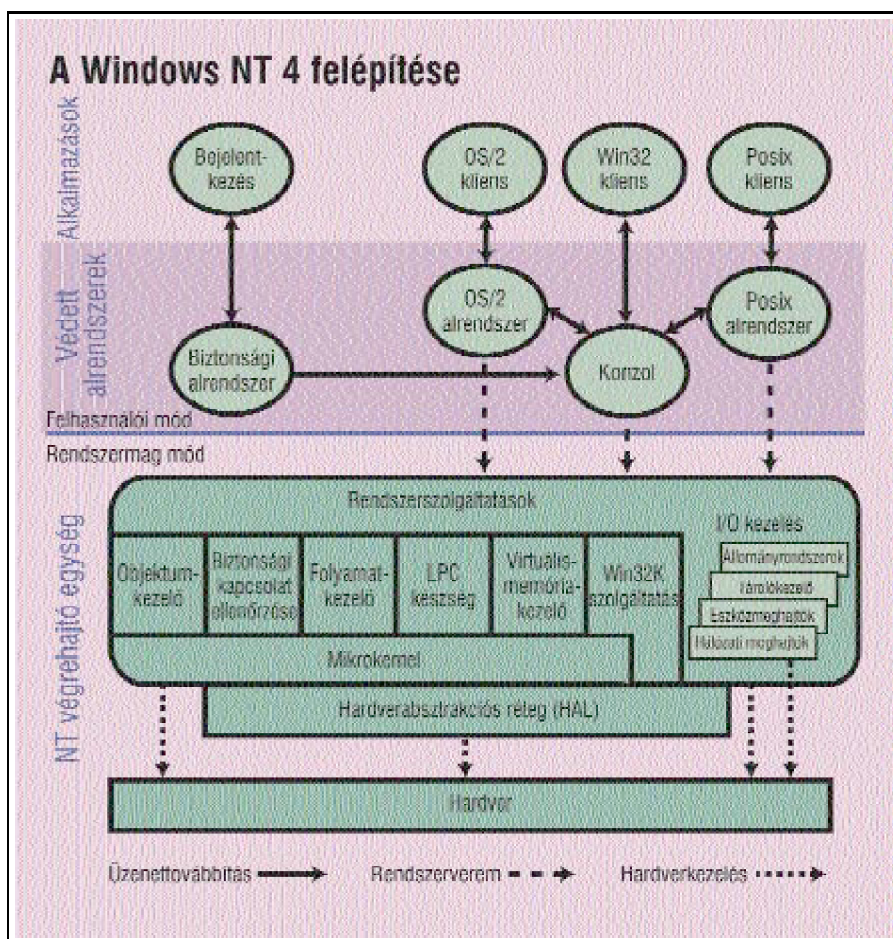 A Windows NT 4 felépítése
Alkalmazások
Bejelent-
kezés
OS/2
kliens
Win32
kliens
Posix
kliens
Védett
alrendszerek
OS/2
alrendszer
Posix
alrendszer
Biztonsági
alrendszer
Konzol
Felhasználói mód
Rendszermag mód
NT végrehajtó egység
Rendszerszolgáltatások
I/O kezelés
Objektum-
kezelő
Biztonsági
kapcsolat
ellenőrzése
Folyamat-
kezelő
LPC
készség
Virtuális-
memória-
kezelő
Win32K
szolgáltatás
Állományrendszerek
Tárolókezelő
Eszközmeghajtók
Hálózati meghajtók
Mikrokernel
Hardverabsztrakciós réteg (HAL)
Hardver
Üzenettovábbítás
Rendszerverem
Hardverkezelés